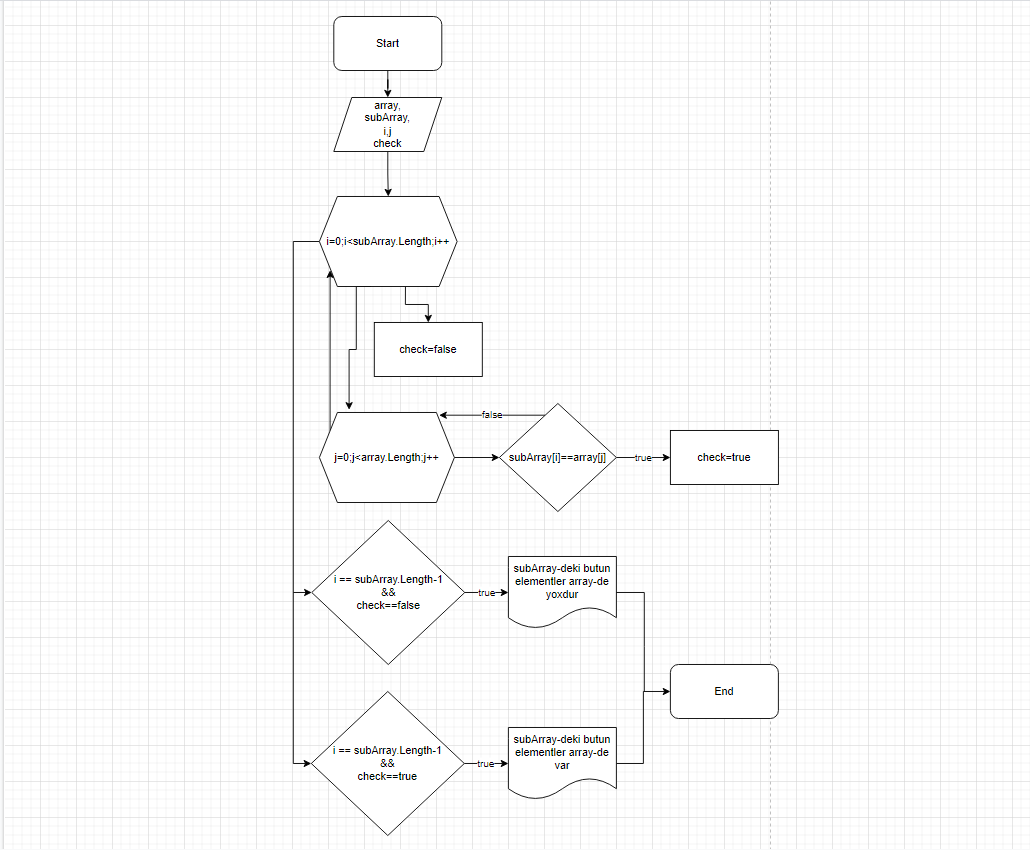 Start
array,
subArray,
i,j
check
i=0;i<subArray.Length;i++
check=false
false
j=0;j<array.Length;j++
subArray[i]==array[j]
true
check=true
i == subArray.Length-1
&&
check==false
true
subArray-deki butun
elementler array-de
yoxdur
End
i == subArray.Length-1
&&
check==true
true
subArray-deki butun
elementler array-de
var